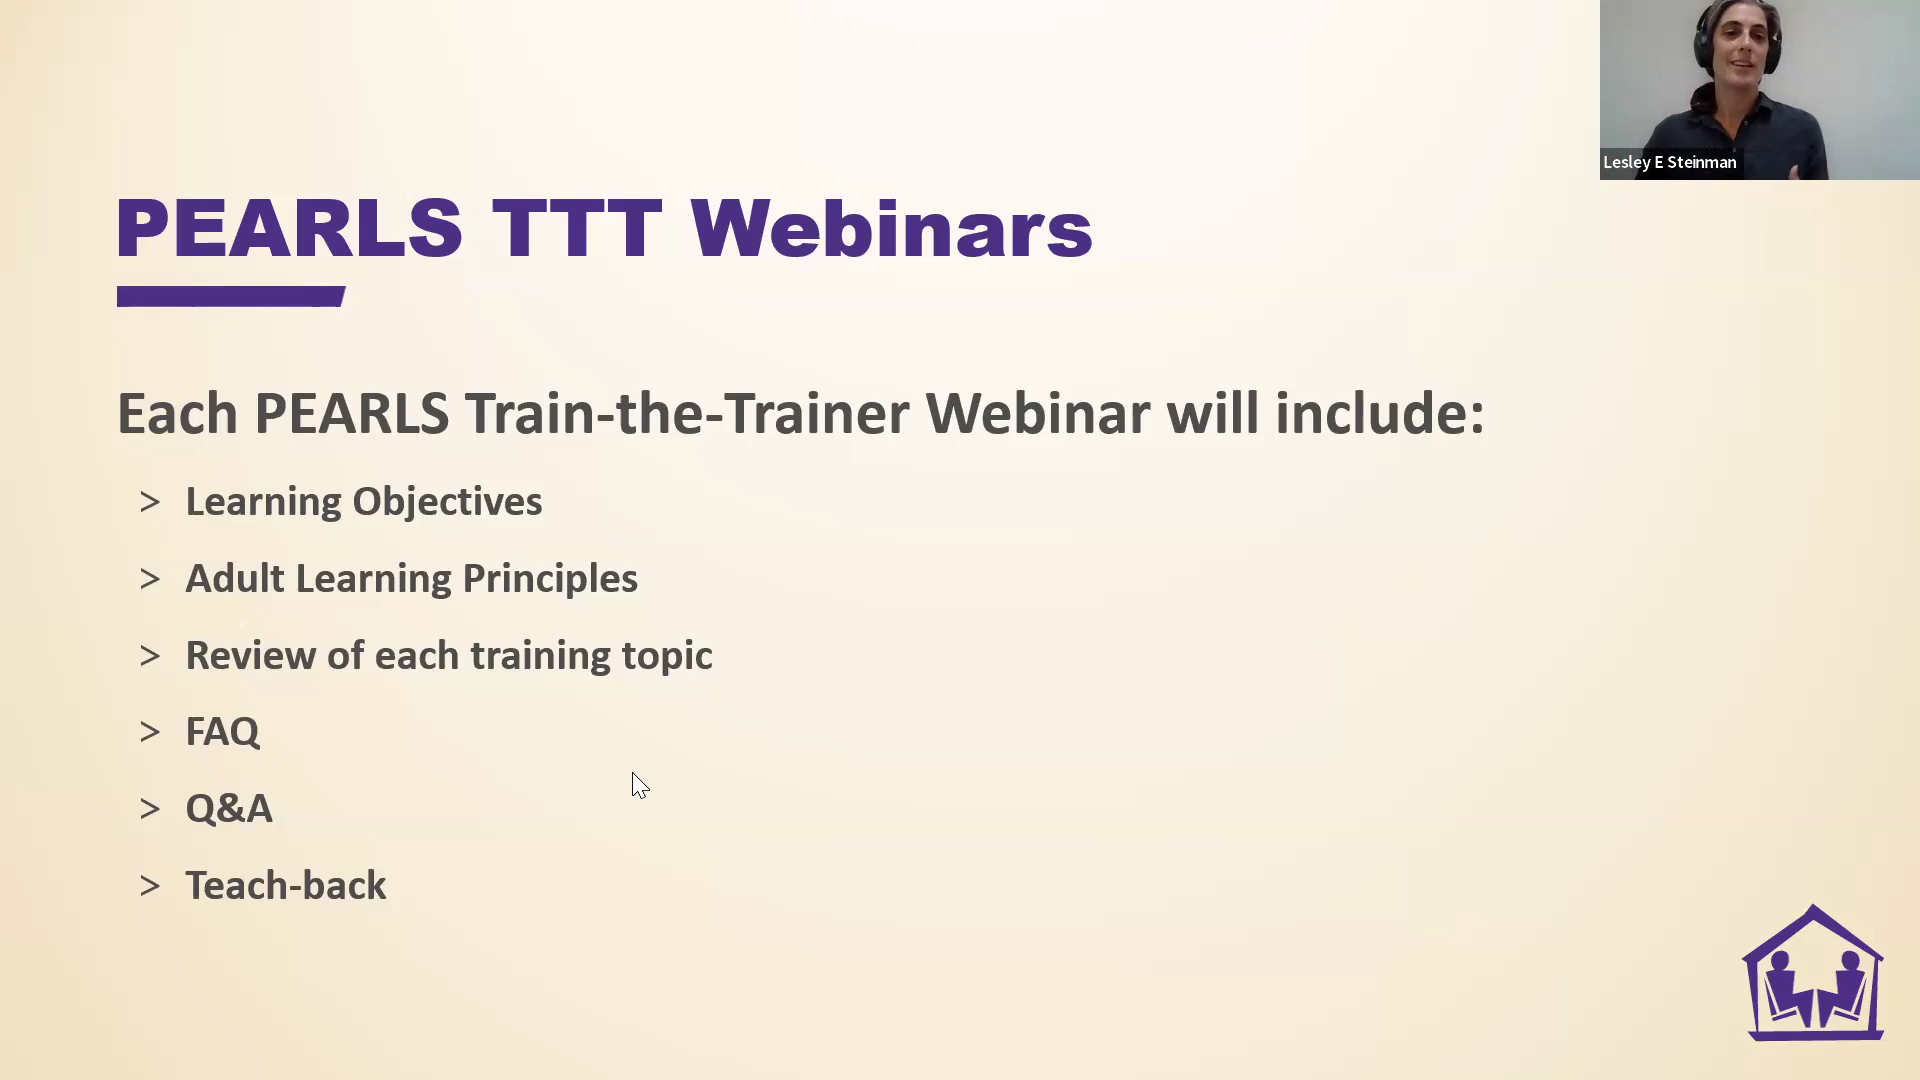 Lesley E Steinman
PEARLS TTT Webinars
Each PEARLS Train-the-Trainer Webinar will include:
> Learning Objectives
> Adult Learning Principles
> Review of each training topic
> FAQ
> Q&A
> Teach-back